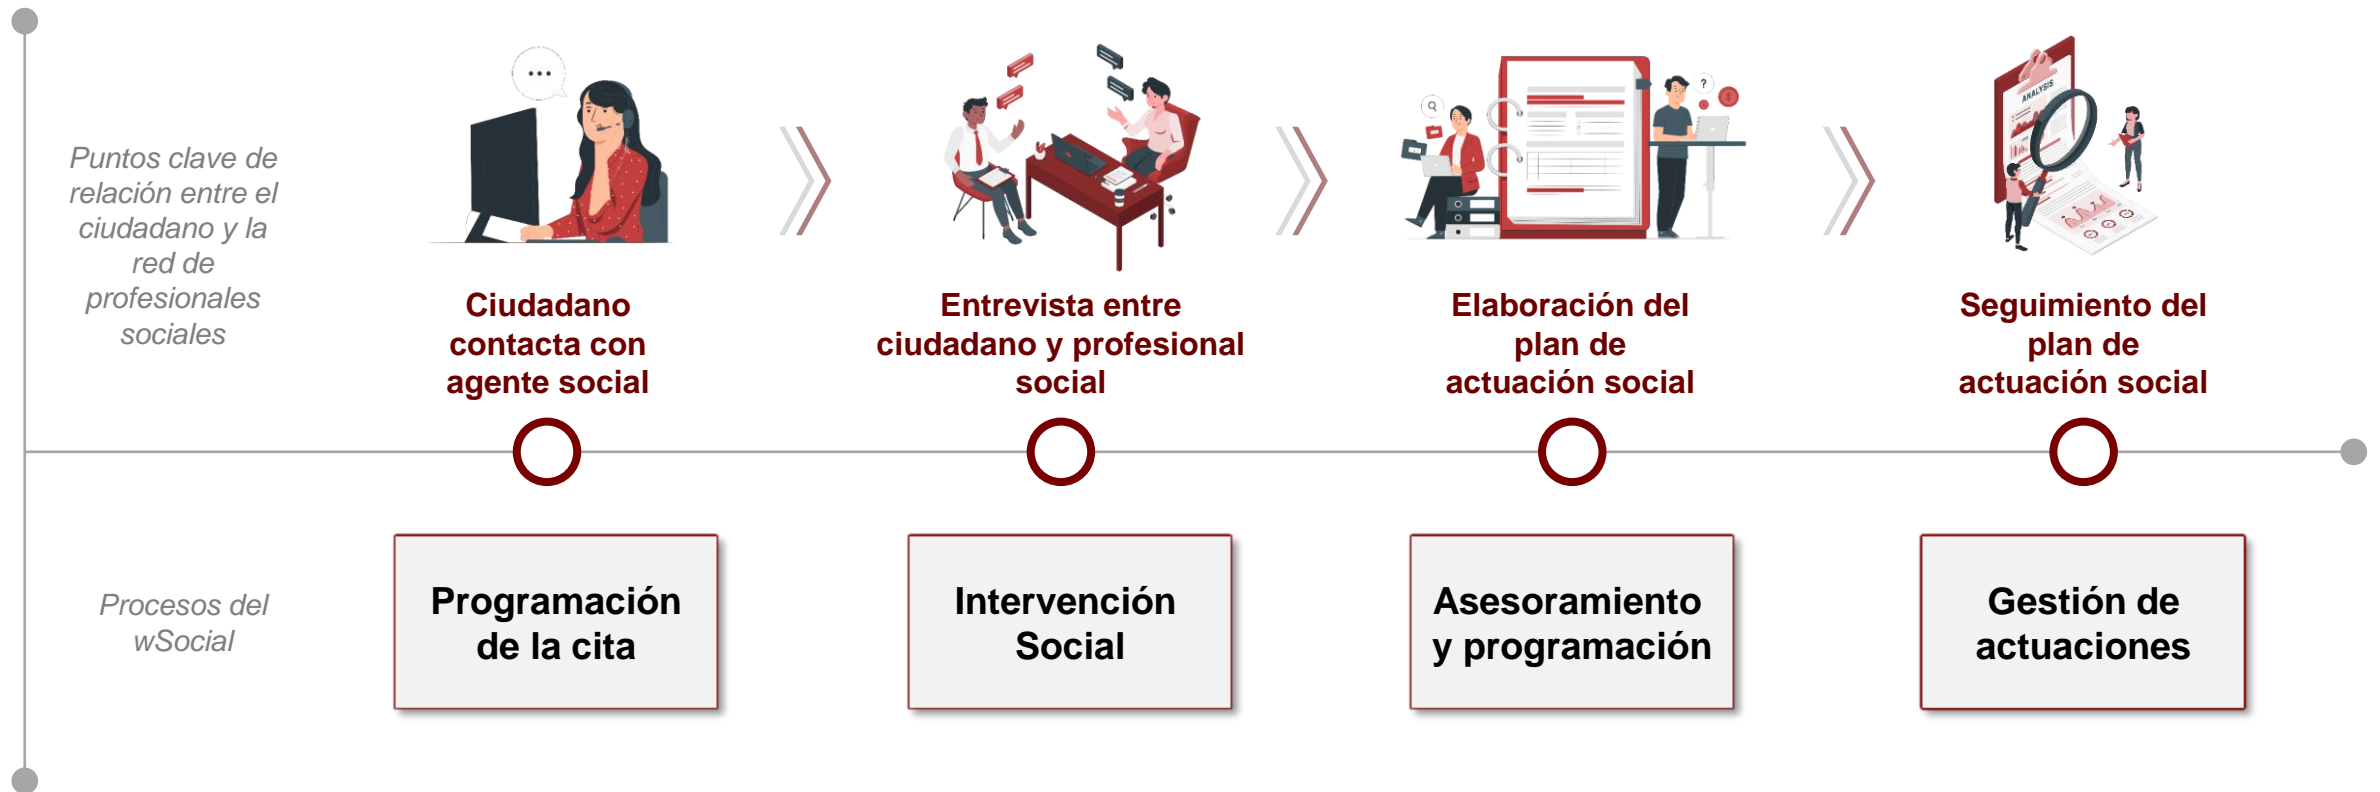 Puntos clave de
relación entre el
ciudadano y la
red de
profesionales
sociales
Ciudadano
contacta con
agente social
Entrevista entre
ciudadano y profesional
social
Elaboración del
plan de
actuación social
ANALYSIS
Seguimiento del
plan de
actuación social
Procesos del
wSocial
Programación
de la cita
Intervención
Social
Asesoramiento
y programación
Gestión de
actuaciones